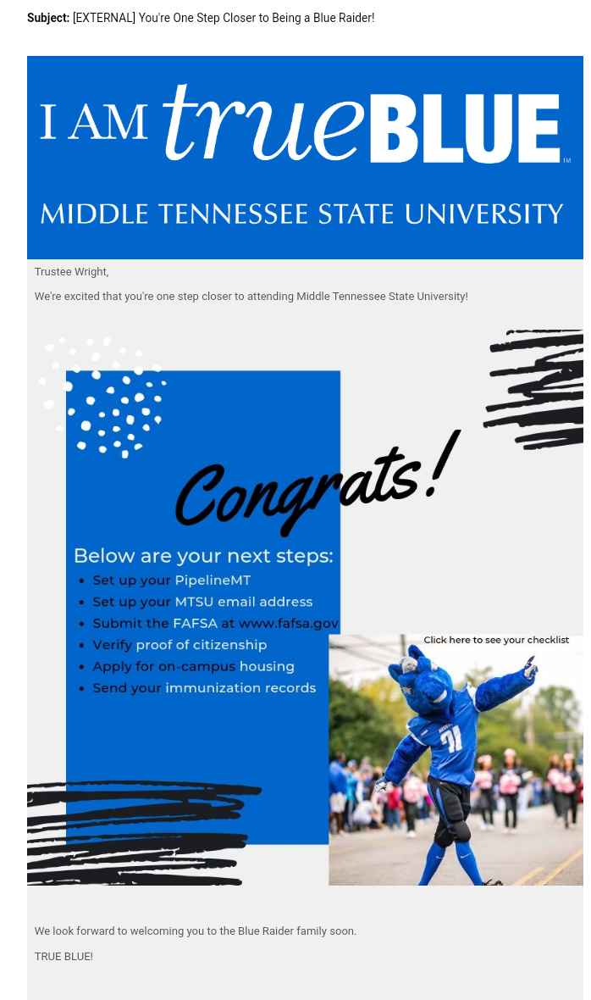 Subject: [EXTERNAL] You're One Step Closer to Being a Blue Raider!
I AM true BLUE TM
MIDDLE TENNESSEE STATE UNIVERSITY
Trustee Wright,
We're excited that you're one step closer to attending Middle Tennessee State University!
Congrats!
Below are your next steps:
• Set up your PipelineMT
• Set up your MTSU email address
• Submit the FAFSA at www.fafsa.gov
• Verify proof of citizenship
• Apply for on-campus housing
• Send your immunization records
Click here to see your checklist
We look forward to welcoming you to the Blue Raider family soon.
TRUE BLUE!